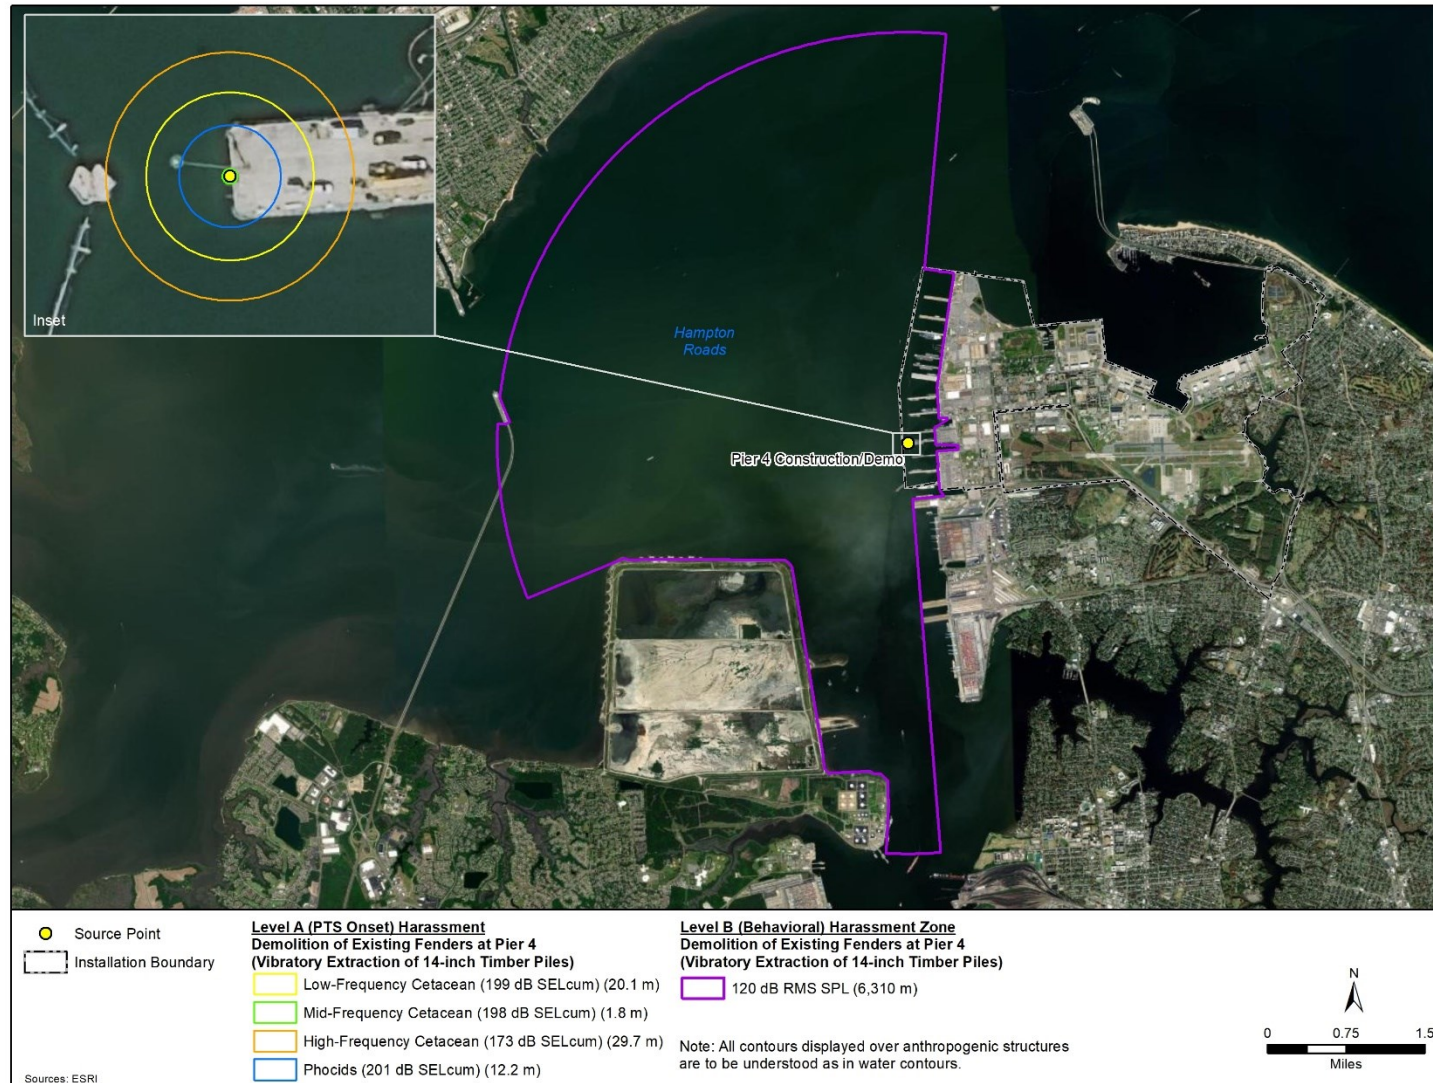 Inset
Hampton
Roads
Pier 4 Construction/Demo
Source Point
Installation Boundary
Level A (PTS Onset) Harassment
Demolition of Existing Fenders at Pier 4
(Vibratory Extraction of 14-inch Timber Piles)
Low-Frequency Cetacean (199 dB SELcum) (20.1 m)
Mid-Frequency Cetacean (198 dB SELcum) (1.8 m)
High-Frequency Cetacean (173 dB SELcum) (29.7 m)
Phocids (201 dB SELcum) (12.2 m)
Level B (Behavioral) Harassment Zone
Demolition of Existing Fenders at Pier 4
(Vibratory Extraction of 14-inch Timber Piles)
120 dB RMS SPL (6,310 m)
Note: All contours displayed over anthropogenic structures
are to be understood as in water contours.
N
0 0.75 1.5
Miles
Sources: ESRI